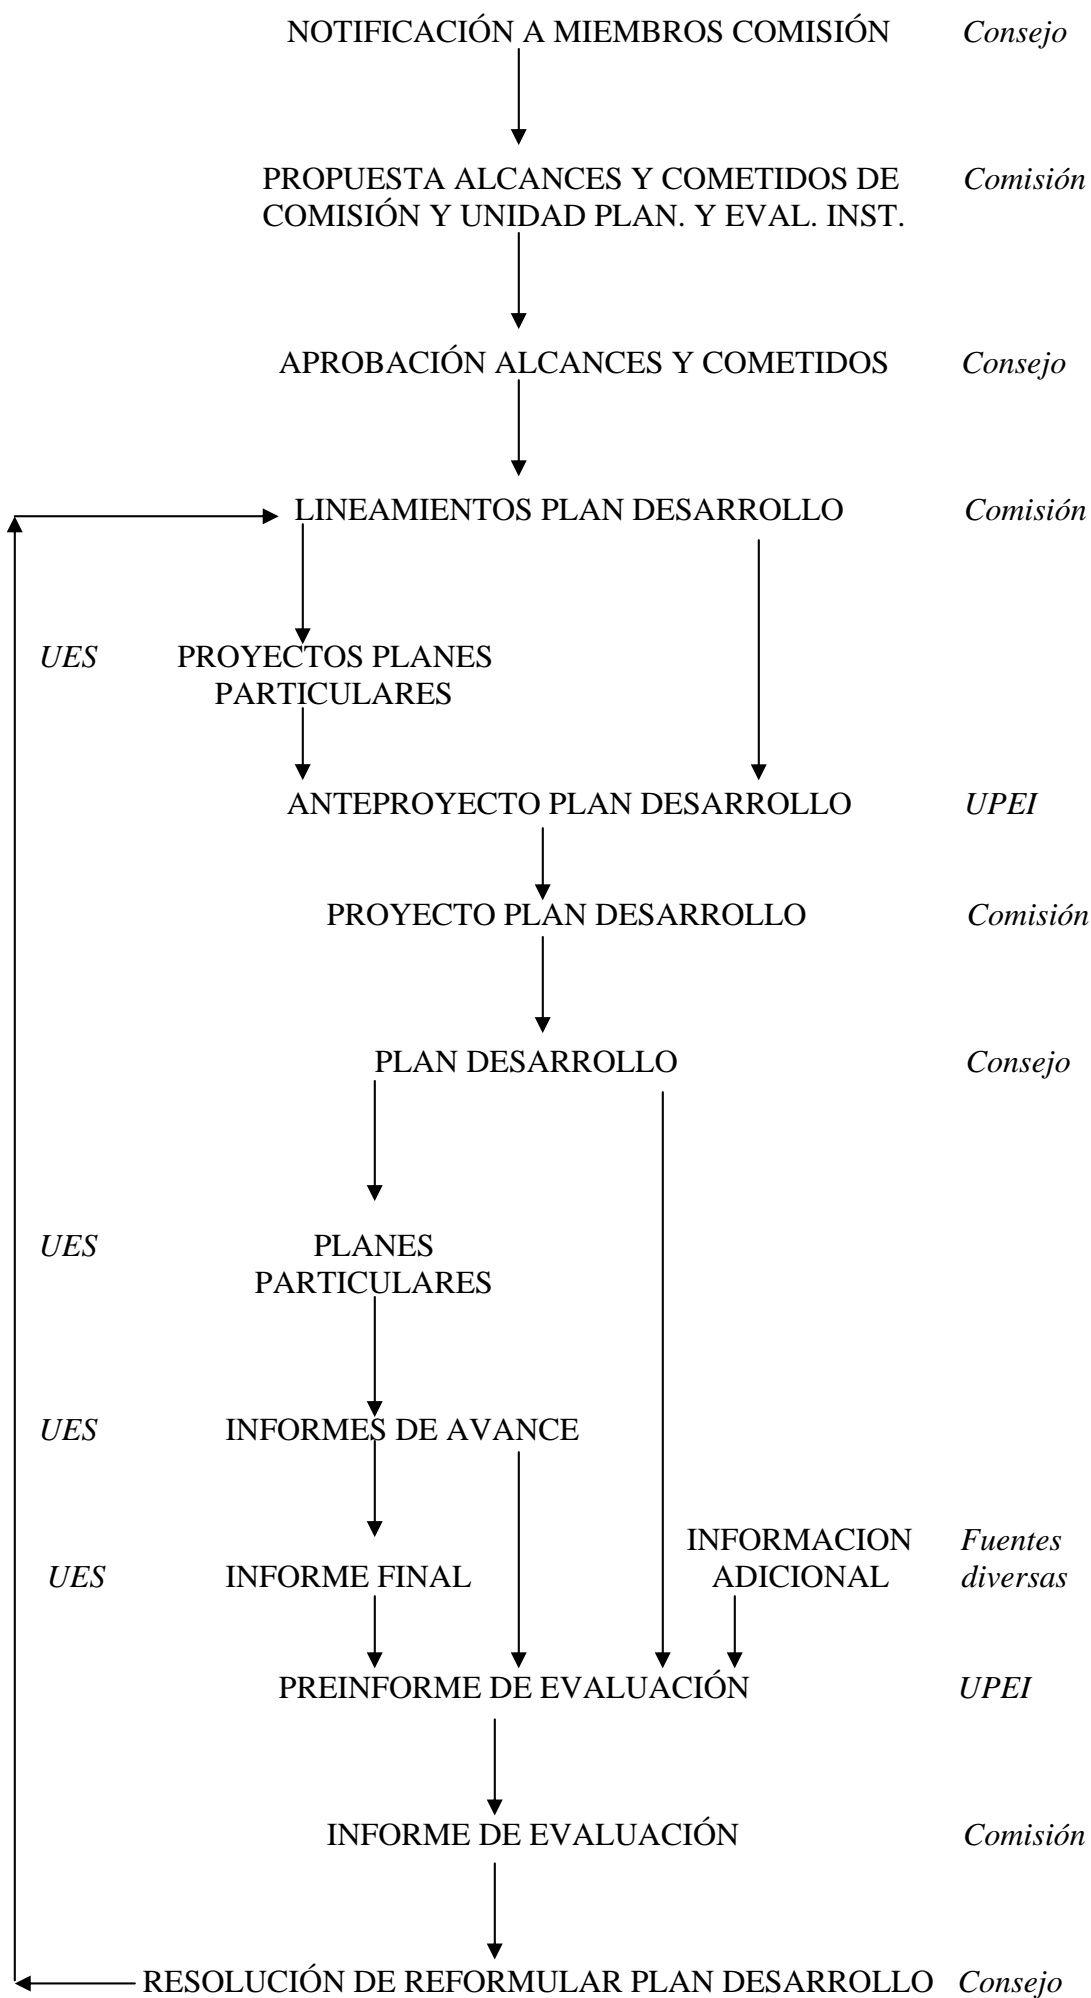 NOTIFICACIÓN A MIEMBROS COMISIÓN Consejo
PROPUESTA ALCANCES Y COMETIDOS DE Comisión
COMISIÓN Y UNIDAD PLAN. Y EVAL. INST.
APROBACIÓN ALCANCES Y COMETIDOS Consejo
LINEAMIENTOS PLAN DESARROLLO Comisión
UES PROYECTOS PLANES
PARTICULARES
ANTEPROYECTO PLAN DESARROLLO UPEI
PROYECTO PLAN DESARROLLO Comisión
PLAN DESARROLLO Consejo
UES PLANES
PARTICULARES
UES INFORMES DE AVANCE
INFORMACION Fuentes
UES INFORME FINAL ADICIONAL diversas
PREINFORME DE EVALUACIÓN UPEI
INFORME DE EVALUACIÓN Comisión
RESOLUCIÓN DE REFORMULAR PLAN DESARROLLO Consejo